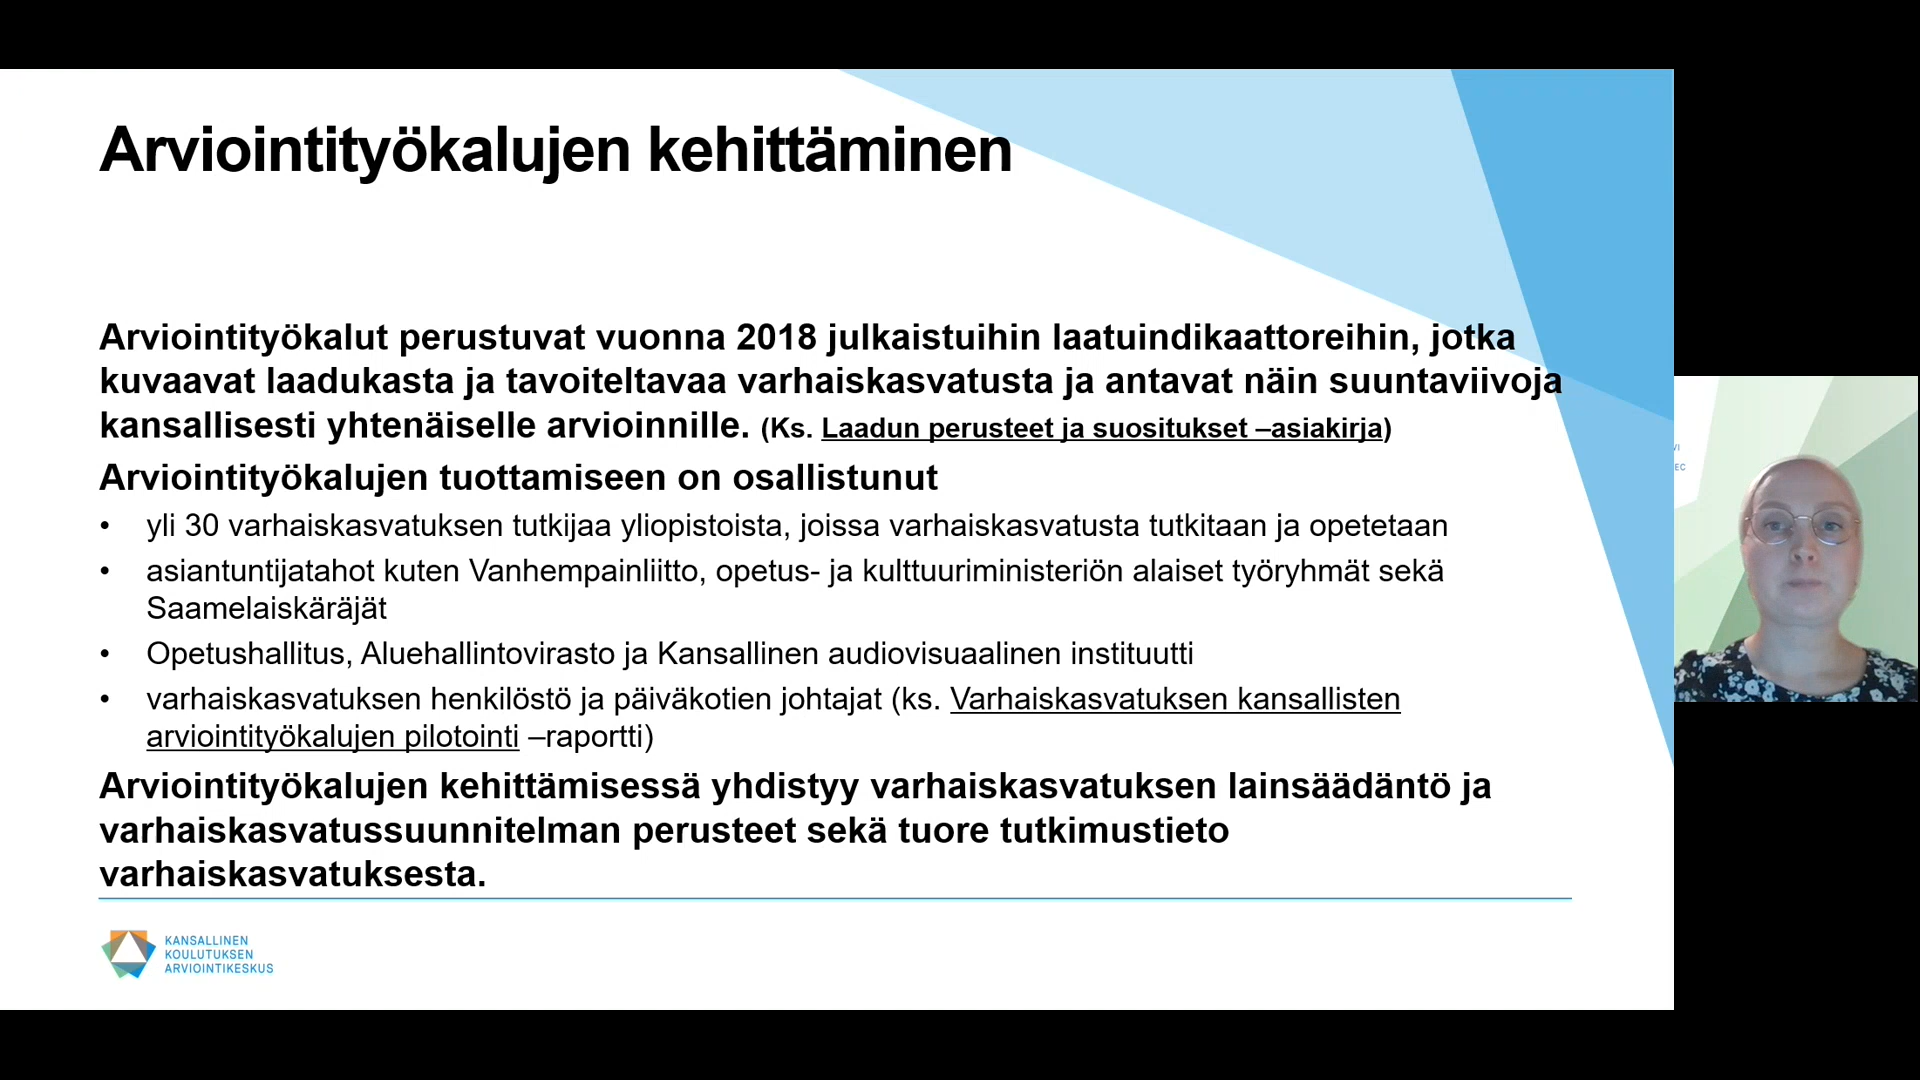 Arviointityökalujen kehittäminen
Arviointityökalut perustuvat vuonna 2018 julkaistuihin laatuindikaattoreihin, jotka
kuvaavat laadukasta ja tavoiteltavaa varhaiskasvatusta ja antavat näin suuntaviivoja
kansallisesti yhtenäiselle arvioinnille. (Ks. Laadun perusteet ja suositukset –asiakirja)
Arviointityökalujen tuottamiseen on osallistunut
• yli 30 varhaiskasvatuksen tutkijaa yliopistoista, joissa varhaiskasvatusta tutkitaan ja opetetaan
• asiantuntijatahot kuten Vanhempainliitto, opetus- ja kulttuuriministeriön alaiset työryhmät sekä
Saamelaiskäräjät
• Opetushallitus, Aluehallintovirasto ja Kansallinen audiovisuaalinen instituutti
• varhaiskasvatuksen henkilöstö ja päiväkotien johtajat (ks. Varhaiskasvatuksen kansallisten
arviointityökalujen pilotointi –raportti)
Arviointityökalujen kehittämisessä yhdistyy varhaiskasvatuksen lainsäädäntö ja
varhaiskasvatussuunnitelman perusteet sekä tuore tutkimustieto
varhaiskasvatuksesta.
KANSALLINEN
KOULUTUKSEN
ARVIOINTIKESKUS